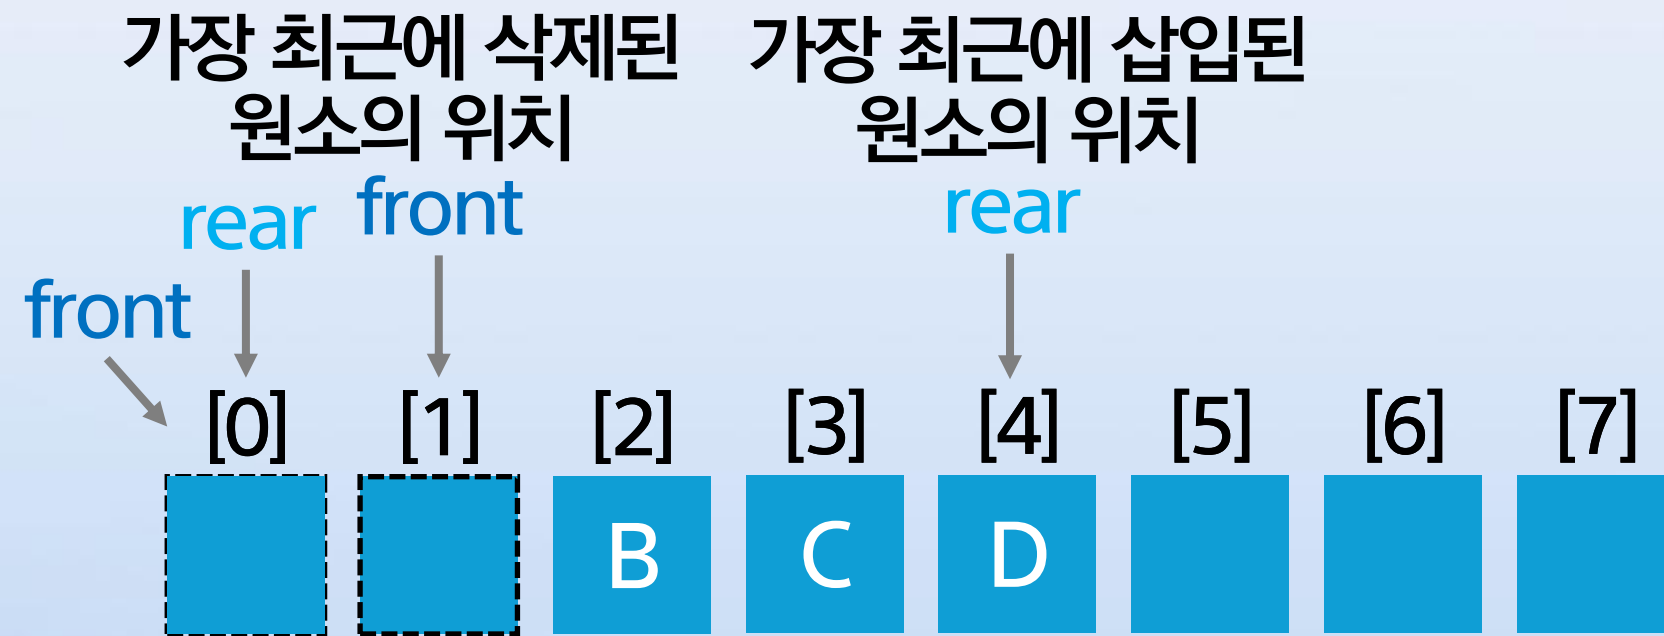 가장 최근에 삭제된
원소의 위치
가장 최근에 삽입된
원소의 위치
rear front rear
front
[0] [1] [2] [3] [4] [5] [6] [7]
B C D